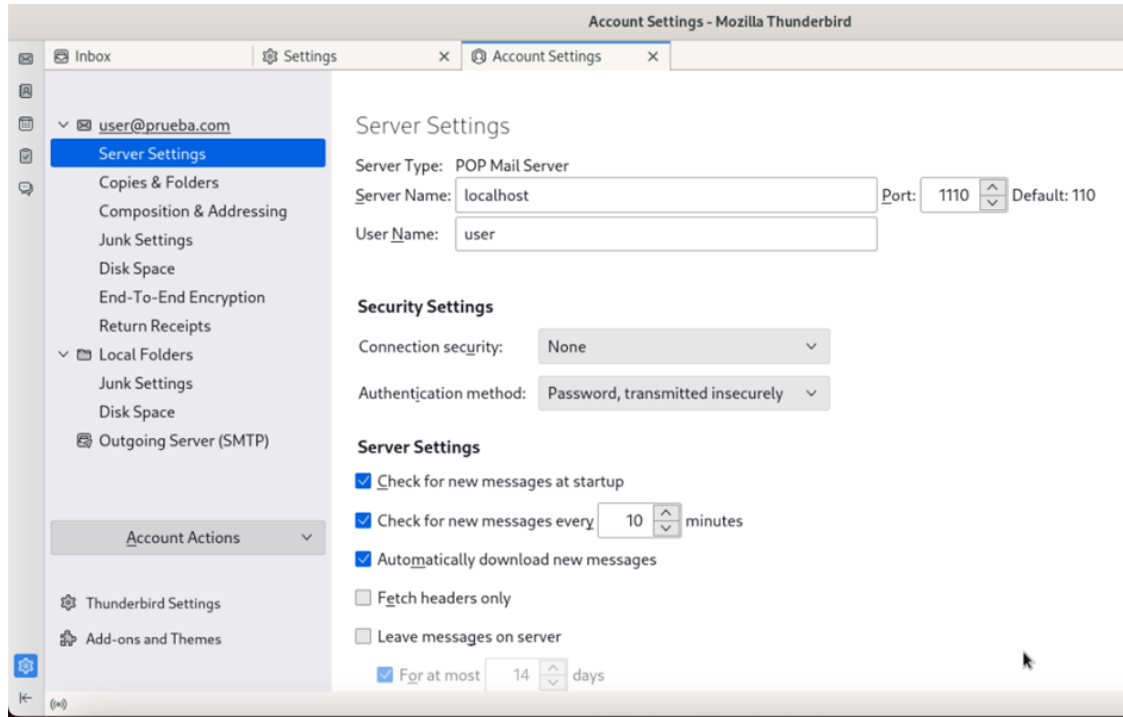 Account Settings - Mozilla Thunderbird
Inbox Settings Account Settings
user@prueba.com
Server Settings
Copies & Folders
Composition & Addressing
Junk Settings
Disk Space
End-To-End Encryption
Return Receipts
Local Folders
Junk Settings
Disk Space
Outgoing Server (SMTP)
Account Actions
Thunderbird Settings
Add-ons and Themes
Server Settings
Server Type: POP Mail Server
Server Name: localhost Port: 1110 Default: 110
User Name: user
Security Settings
Connection security: None
Authentication method: Password, transmitted insecurely
Server Settings
Check for new messages at startup
Check for new messages every 10 minutes
Automatically download new messages
Fetch headers only
Leave messages on server
For at most 14 days